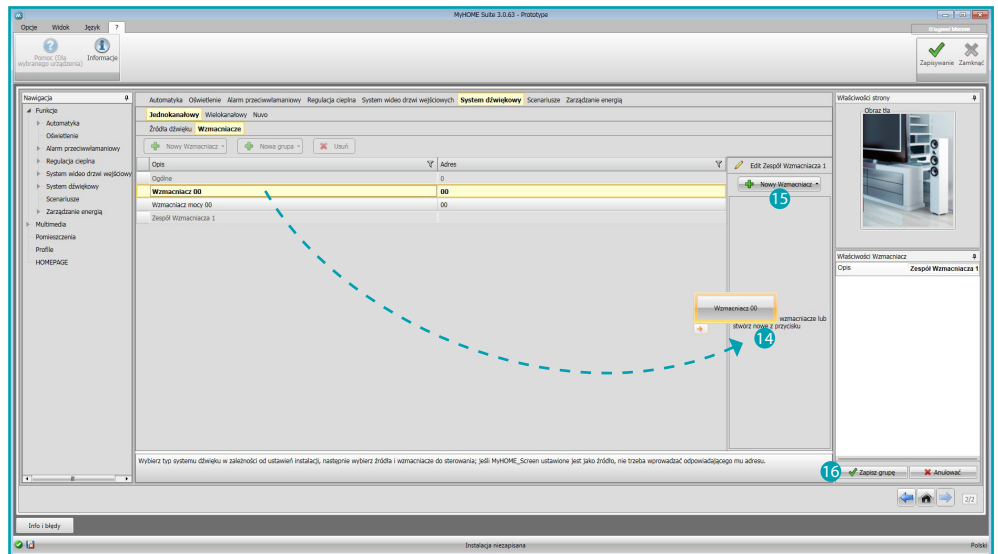 MyHOME Suite 3.0.63 - Prototype
Opcje Widok Język ?
Pomoc (Dla wybranego urządzenia)
Informacje
Zapisywanie Zamknąć
Nawigacja
Funkcje
Automatyka
Oświetlenie
Alarm przeciwwłamaniowy
Regulacja cieplna
System wideo drzwi wejściowy
System dźwiękowy
Scenariusze
Zarządzanie energią
Multimedia
Pomieszczenia
Profile
HOMEPAGE
Automatyka Oświetlenie Alarm przeciwwłamaniowy Regulacja cieplna System wideo drzwi wejściowych System dźwiękowy Scenariusze Zarządzanie energią
Jednokanałowy Wielokanałowy Nuvo
Źródła dźwięku Wzmacniacze
Nowy Wzmacniacz Nowa grupa Usuń
Opis Adres
Ogólne 0
Wzmacniacz 00 00
Wzmacniacz mocy 00 00
Zespół Wzmacniacza 1
Edit Zespół Wzmacniacza 1
Nowy Wzmacniacz
15
Wzmacniacz 00
wzmacniacze lub
stwórz nowe z przycisku
14
Właściwości strony
Obraz tła
Właściwości Wzmacniacz
Opis Zespół Wzmacniacza 1
Wybierz typ systemu dźwięku w zależności od ustawień instalacji, następnie wybierz źródła i wzmacniacze do sterowania; jeśli MyHOME_Screen ustawione jest jako źródło, nie trzeba wprowadzać odpowiadającego mu adresu.
16 Zapisz grupę Anulować
2/2
Info i błędy
Instalacja niezapisana Polski